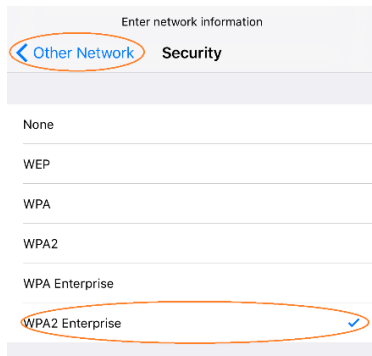 Enter network information
Other Network Security
None
WEP
WPA
WPA2
WPA Enterprise
WPA2 Enterprise